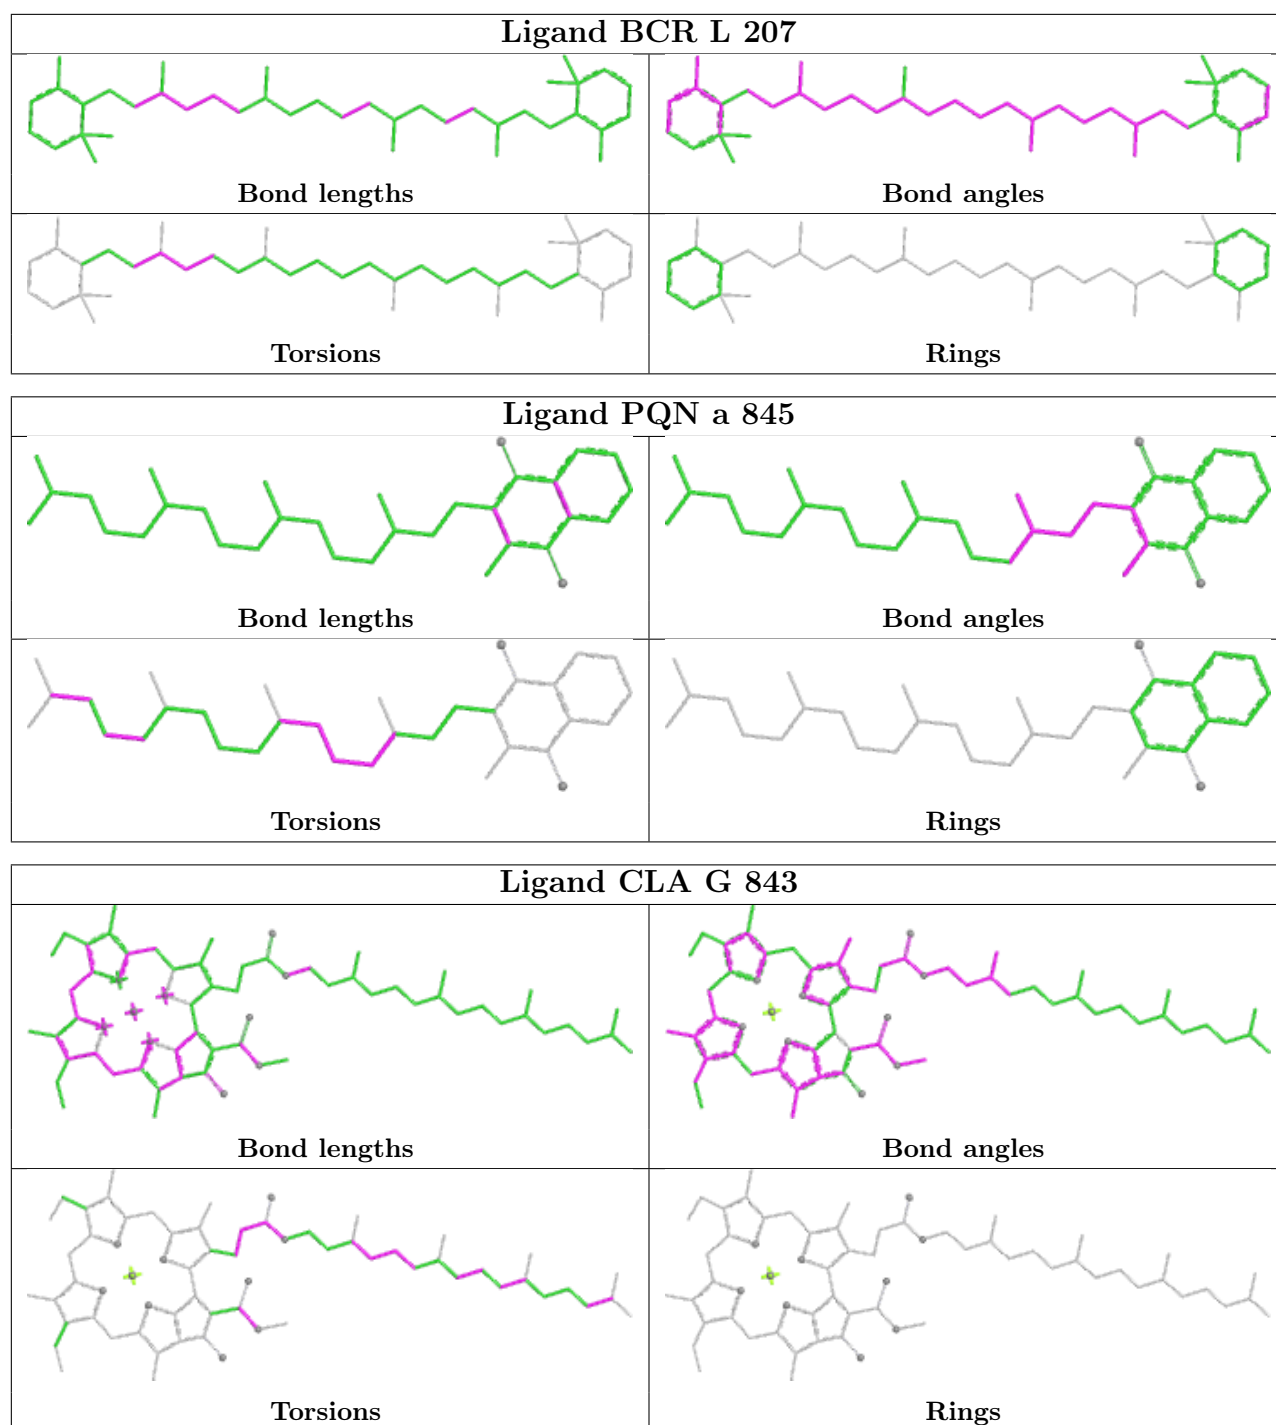 Ligand BCR L 207
Bond lengths
Bond angles
Torsions
Rings
Ligand PQN a 845
Bond lengths
Bond angles
Torsions
Rings
Ligand CLA G 843
Bond lengths
Bond angles
Torsions
Rings